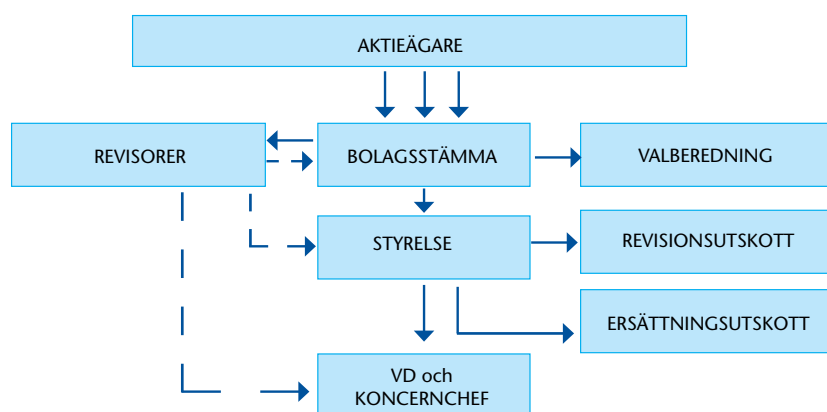 AKTIEÄGARE
REVISORER
BOLAGSSTÄMMA
VALBEREDNING
STYRELSE
REVISIONSUTSKOTT
ERSÄTTNINGSUTSKOTT
VD och
KONCERNCHEF